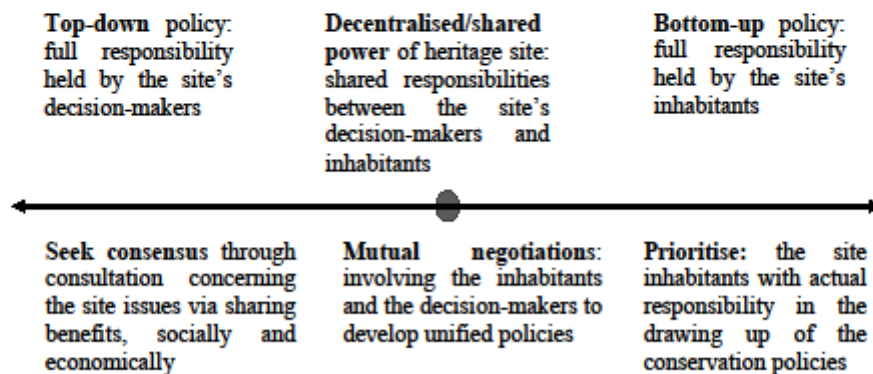 Top-down policy:
full responsibility
held by the site's
decision-makers
Decentralised/shared
power of heritage site:
shared responsibilities
between the site's
decision-makers and
inhabitants
Bottom-up policy:
full responsibility
held by the site's
inhabitants
Seek consensus through
consultation concerning
the site issues via sharing
benefits, socially and
economically
Mutual negotiations:
involving the inhabitants
and the decision-makers to
develop unified policies
Prioritise: the site
inhabitants with actual
responsibility in the
drawing up of the
conservation policies